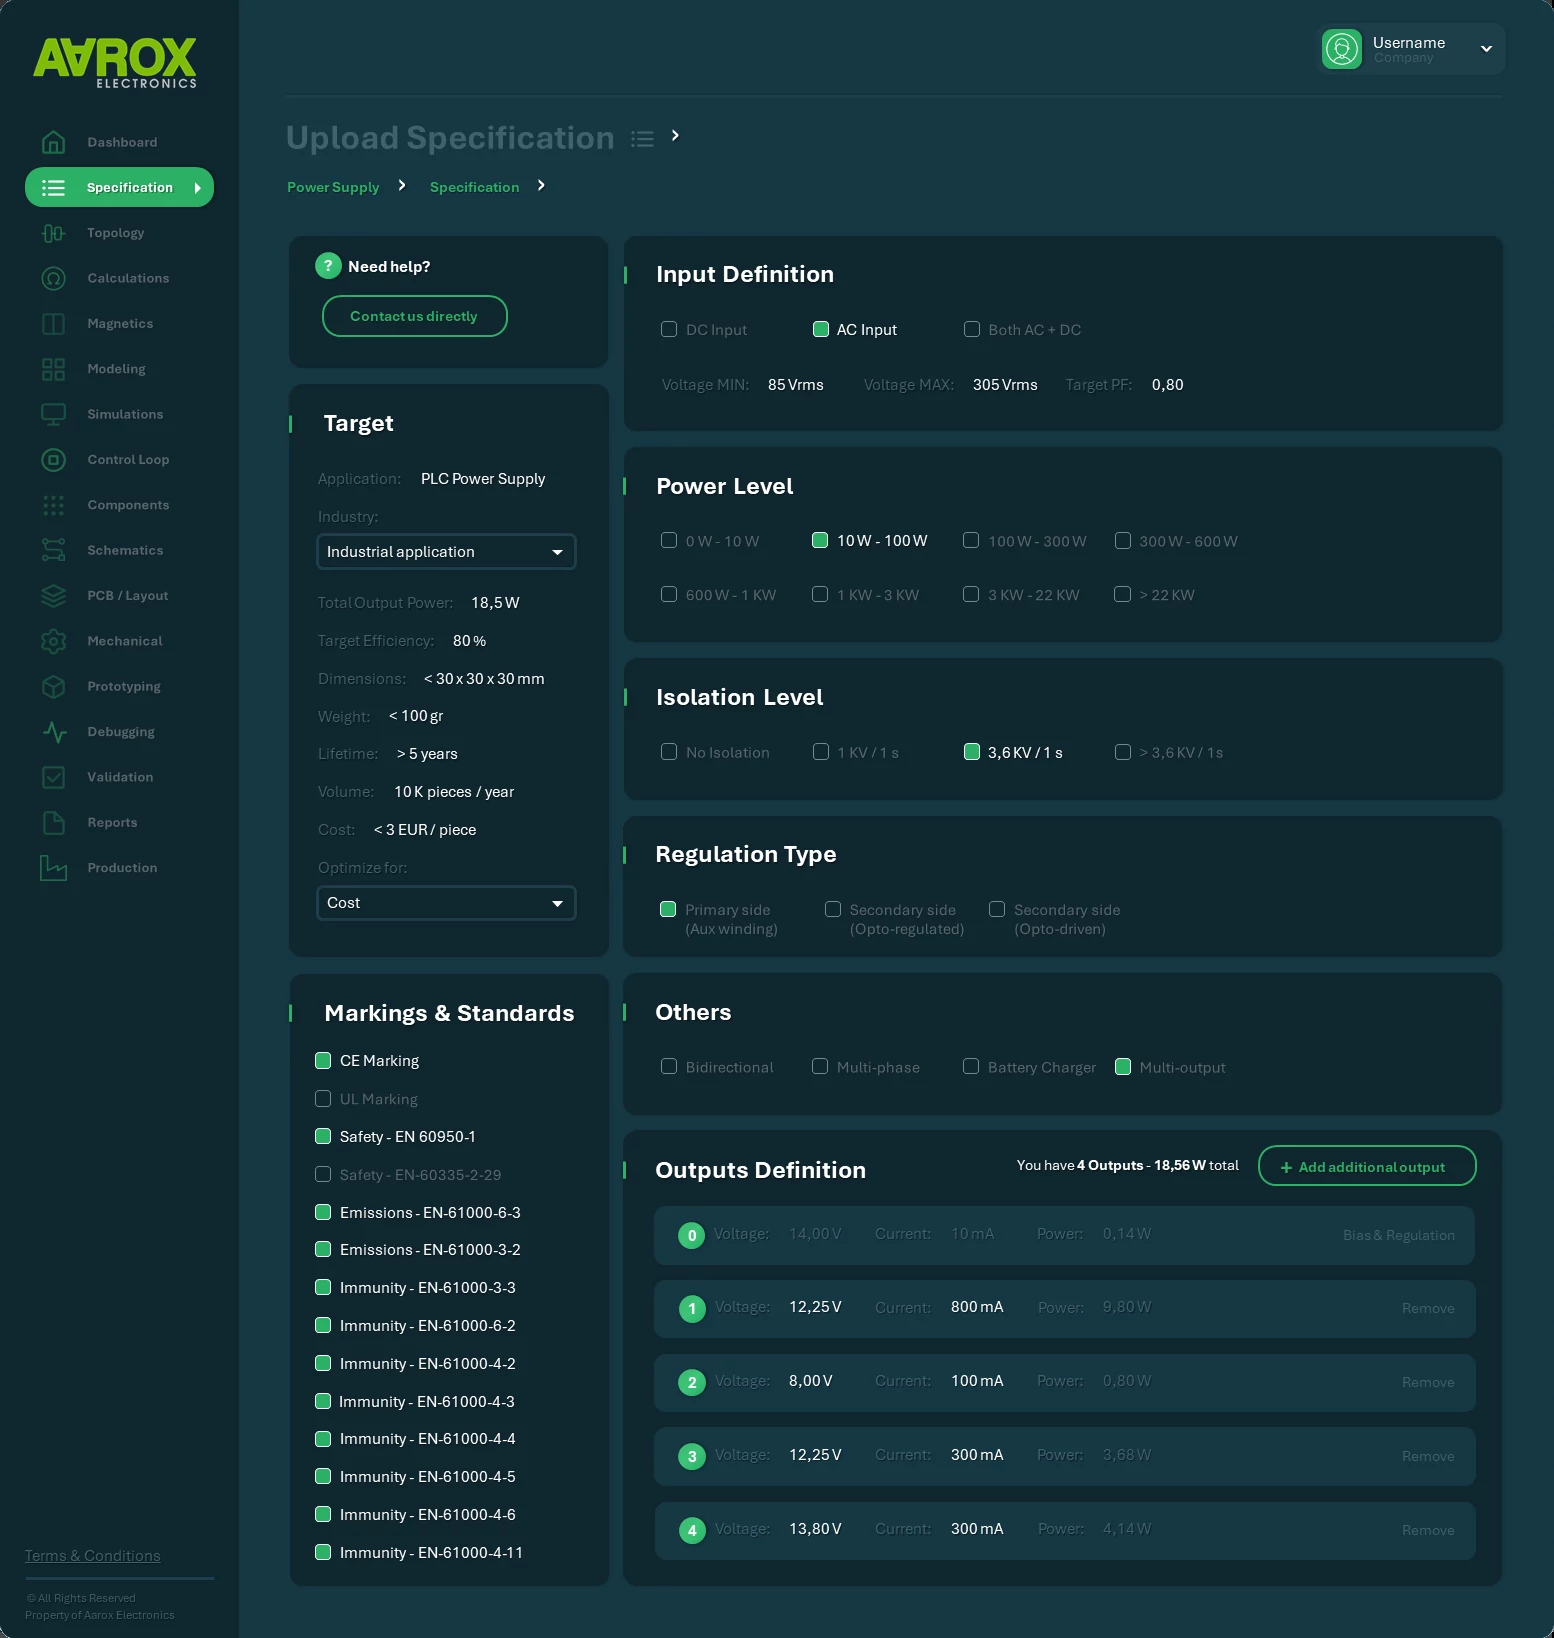 AAROX
ELECTRONICS
Dashboard
Specification
Topology
Calculations
Magnetics
Modeling
Simulations
Control Loop
Components
Schematics
PCB / Layout
Mechanical
Prototyping
Debugging
Validation
Reports
Production
Terms & Conditions
© All Rights Reserved
Property of Aarox Electronics
Username
Company
Upload Specification
Power Supply Specification
? Need help?
Contact us directly
Target
Application: PLC Power Supply
Industry:
Industrial application
Total Output Power: 18,5 W
Target Efficiency: 80 %
Dimensions: < 30 x 30 x 30 mm
Weight: < 100 gr
Lifetime: > 5 years
Volume: 10 K pieces / year
Cost: < 3 EUR / piece
Optimize for:
Cost
Markings & Standards
CE Marking
UL Marking
Safety - EN 60950-1
Safety - EN-60335-2-29
Emissions - EN-61000-6-3
Emissions - EN-61000-3-2
Immunity - EN-61000-3-3
Immunity - EN-61000-6-2
Immunity - EN-61000-4-2
Immunity - EN-61000-4-3
Immunity - EN-61000-4-4
Immunity - EN-61000-4-5
Immunity - EN-61000-4-6
Immunity - EN-61000-4-11
Input Definition
DC Input AC Input Both AC + DC
Voltage MIN: 85 Vrms Voltage MAX: 305 Vrms Target PF: 0,80
Power Level
0 W - 10 W 10 W - 100 W 100 W - 300 W 300 W - 600 W
600 W - 1 KW 1 KW - 3 KW 3 KW - 22 KW > 22 KW
Isolation Level
No Isolation 1 KV / 1 s 3,6 KV / 1 s > 3,6 KV / 1s
Regulation Type
Primary side Secondary side Secondary side
(Aux winding) (Opto-regulated) (Opto-driven)
Others
Bidirectional Multi-phase Battery Charger Multi-output
Outputs Definition You have 4 Outputs - 18,56 W total + Add additional output
0 Voltage: 14,00 V Current: 10 mA Power: 0,14 W Bias & Regulation
1 Voltage: 12,25 V Current: 800 mA Power: 9,80 W Remove
2 Voltage: 8,00 V Current: 100 mA Power: 0,80 W Remove
3 Voltage: 12,25 V Current: 300 mA Power: 3,68 W Remove
4 Voltage: 13,80 V Current: 300 mA Power: 4,14 W Remove